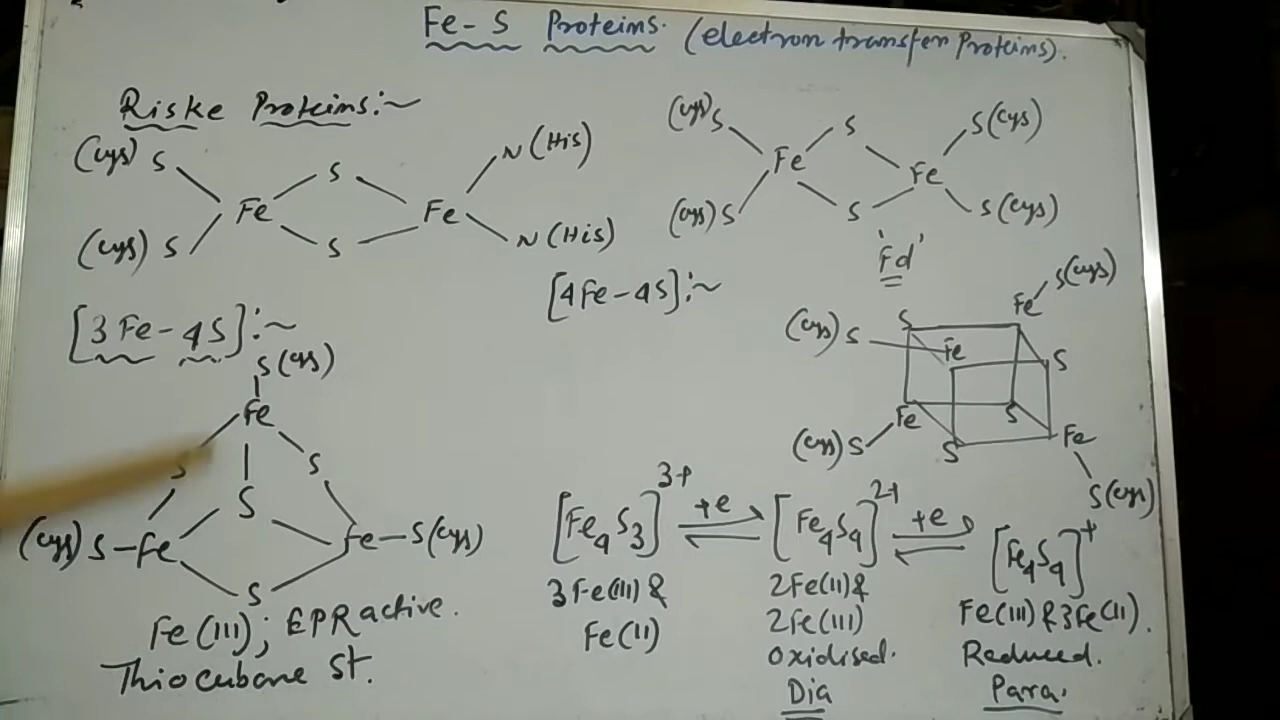 Fe-S Proteins. (electron transfer Proteins).
Riske Proteins:~
(Cys) S
S
N (His)
Fe
Fe
(Cys) S
S
N (His)
(Cys) S
S
S (Cys)
Fe
Fe
(Cys) S
S
S (Cys)
'Fd'
[3Fe-4S]:~
S (Cys)
Fe
S
S
S
(Cys) S-Fe
Fe-S(Cys)
S
Fe(III); EPR active.
Thiocubane St.
[4Fe-4S]:~
Fe S(Cys)
S
(Cys) S
Fe
S
Fe
S
(Cys) S
S
Fe
S(Cys)
[Fe4S3]3+ +e [Fe4S4]2+ +e [Fe4S4]+
3Fe(III) &
Fe(II)
2Fe(II) &
2Fe(III)
Oxidised.
Dia
Fe(III) & 3Fe(II).
Reduced.
Para.